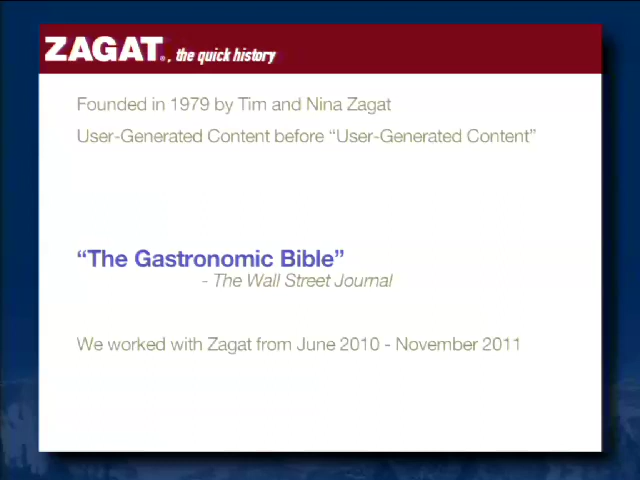 ZAGAT®, the quick history
Founded in 1979 by Tim and Nina Zagat
User-Generated Content before “User-Generated Content”
“The Gastronomic Bible”
- The Wall Street Journal
We worked with Zagat from June 2010 - November 2011